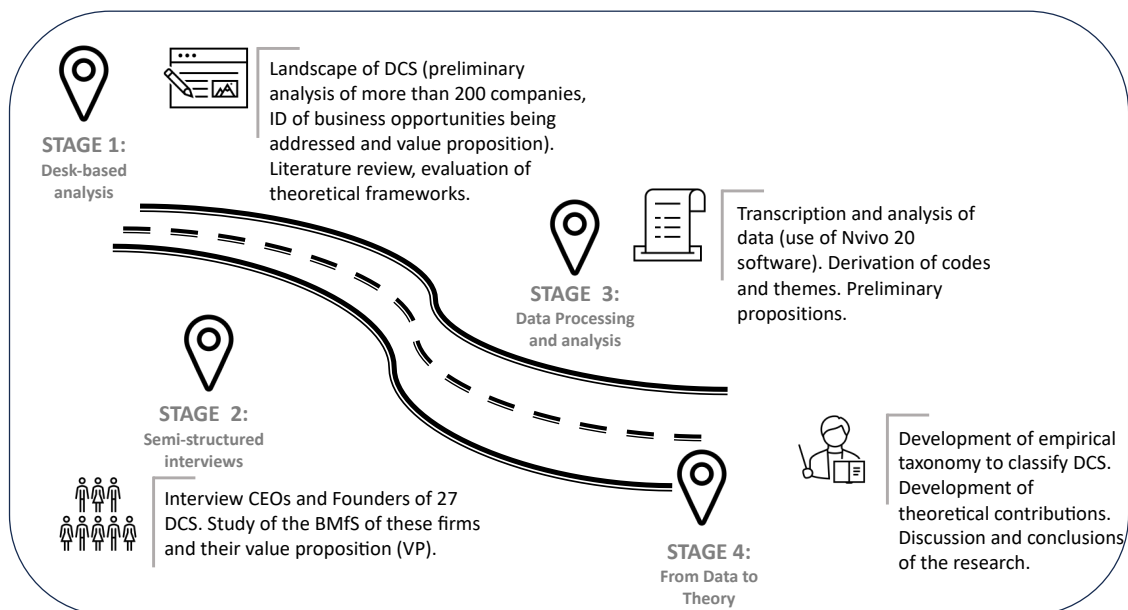 STAGE 1:
Desk-based
analysis
Landscape of DCS (preliminary
analysis of more than 200 companies,
ID of business opportunities being
addressed and value proposition).
Literature review, evaluation of
theoretical frameworks.
STAGE 2:
Semi-structured
interviews
Interview CEOs and Founders of 27
DCS. Study of the BMfS of these firms
and their value proposition (VP).
STAGE 3:
Data Processing
and analysis
Transcription and analysis of
data (use of Nvivo 20
software). Derivation of codes
and themes. Preliminary
propositions.
STAGE 4:
From Data to
Theory
Development of empirical
taxonomy to classify DCS.
Development of
theoretical contributions.
Discussion and conclusions
of the research.